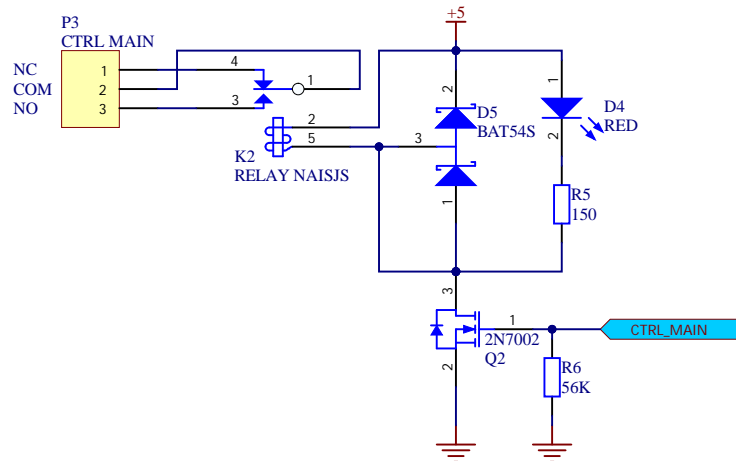 P3
CTRL MAIN
NC 1 4
COM 2 1
NO 3 3
K2
RELAY NAISJS
2
5
+5
2
D5
BAT54S
3
1
1
D4
RED
2
R5
150
3
1
2N7002
Q2
2
CTRL_MAIN
R6
56K